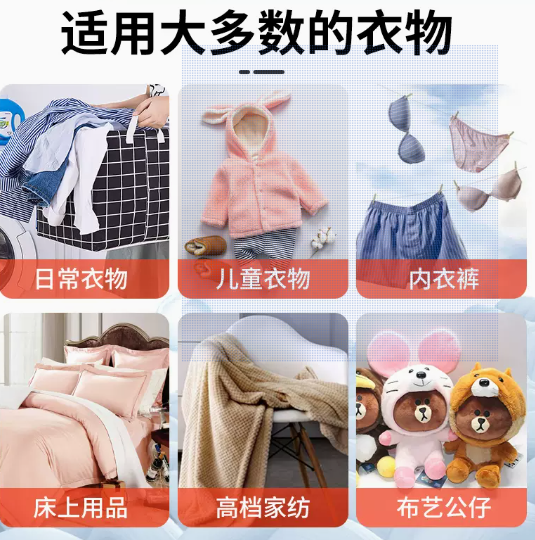 适用大多数的衣物
日常衣物
儿童衣物
内衣裤
床上用品
高档家纺
布艺公仔